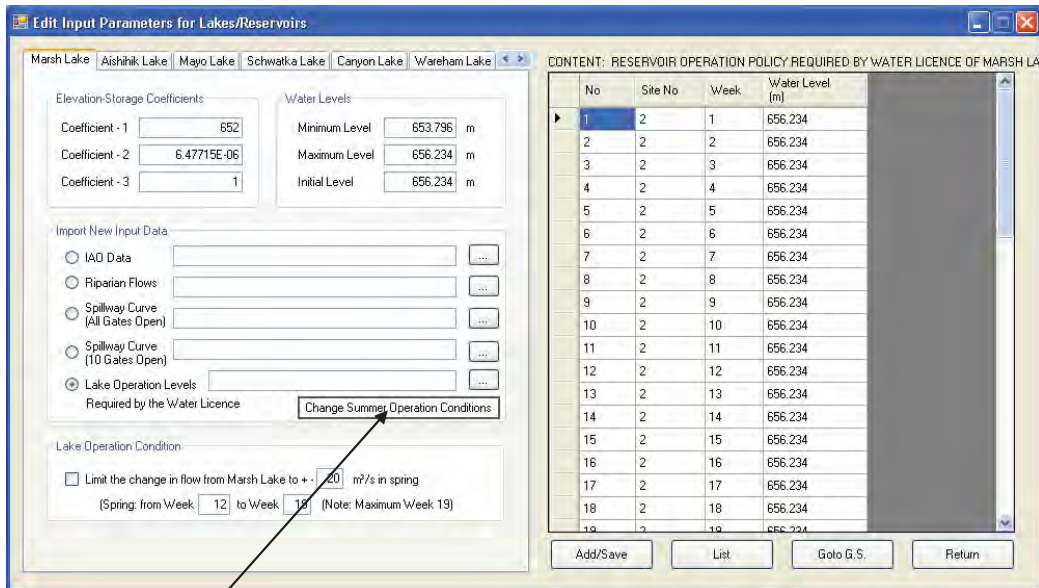 Edit Input Parameters for Lakes/Reservoirs
Marsh Lake Aishihik Lake Mayo Lake Schwatka Lake Canyon Lake Wareham Lake
Elevation-Storage Coefficients
Coefficient - 1 652
Coefficient - 2 6.47715E-06
Coefficient - 3 1
Water Levels
Minimum Level 653.796 m
Maximum Level 656.234 m
Initial Level 656.234 m
Import New Input Data
IAO Data ...
Riparian Flows ...
Spillway Curve
(All Gates Open) ...
Spillway Curve
(10 Gates Open) ...
Lake Operation Levels ...
Required by the Water Licence
Change Summer Operation Conditions
Lake Operation Condition
Limit the change in flow from Marsh Lake to + - 20 m³/s in spring
(Spring: from Week 12 to Week 19 (Note: Maximum Week 19)
CONTENT: RESERVOIR OPERATION POLICY REQUIRED BY WATER LICENCE OF MARSH LA
No Site No Week Water Level
(m)
1 2 1 656.234
2 2 2 656.234
3 2 3 656.234
4 2 4 656.234
5 2 5 656.234
6 2 6 656.234
7 2 7 656.234
8 2 8 656.234
9 2 9 656.234
10 2 10 656.234
11 2 11 656.234
12 2 12 656.234
13 2 13 656.234
14 2 14 656.234
15 2 15 656.234
16 2 16 656.234
17 2 17 656.234
18 2 18 656.234
19 2 19 656.234
Add/Save List Goto G.S. Return